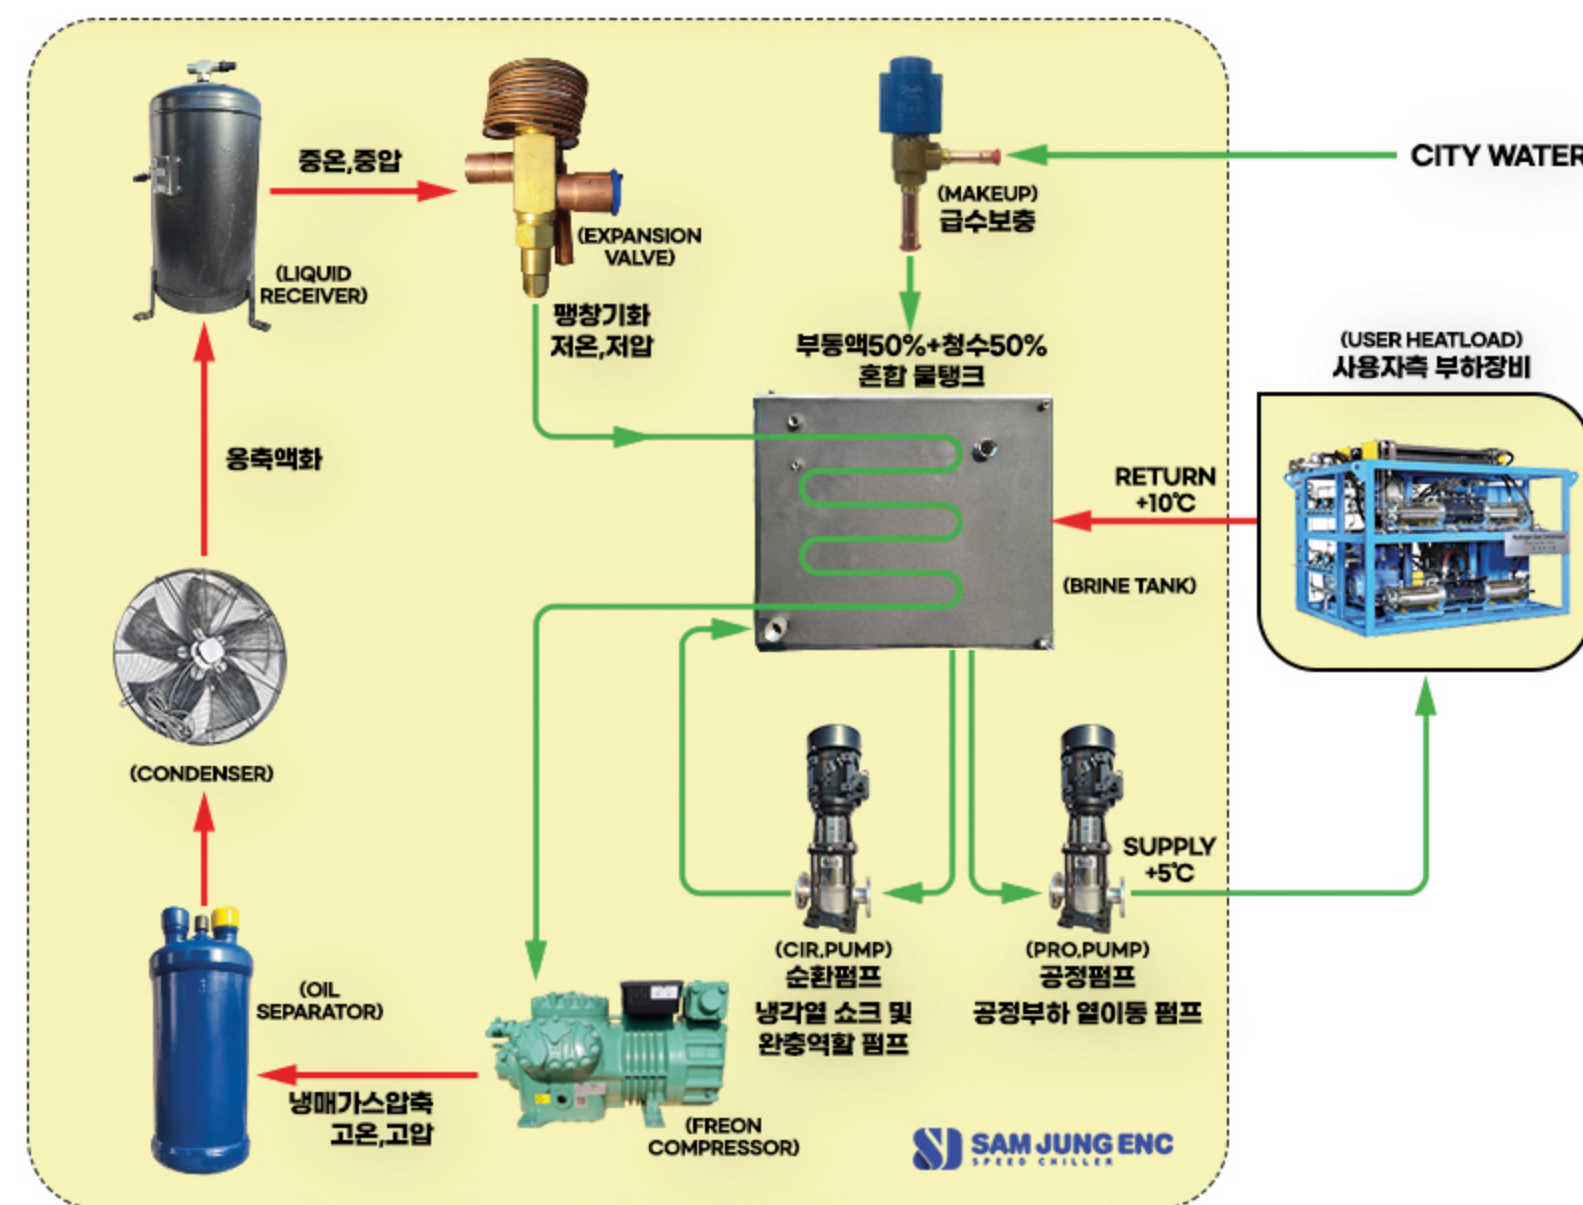 중온,중압
(LIQUID
RECEIVER)
(EXPANSION
VALVE)
팽창기화
저온,저압
(MAKEUP)
급수보충
CITY WATER
부동액50%+청수50%
혼합 물탱크
(USER HEATLOAD)
사용자측 부하장비
응축액화
RETURN
+10℃
(BRINE TANK)
(CONDENSER)
SUPPLY
+5℃
(CIR,PUMP)
순환펌프
냉각열 쇼크 및
완충역할 펌프
(PRO,PUMP)
공정펌프
공정부하 열이동 펌프
(OIL
SEPARATOR)
냉매가스압축
고온,고압
(FREON
COMPRESSOR)
SAM JUNG ENC
SPEED CHILLER